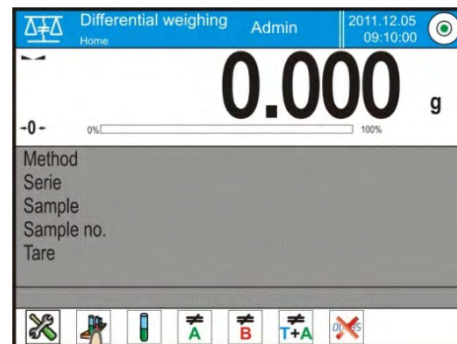 Differential weighing
Home
Admin
2011.12.05
09:10:00
0.000 g
-0-
0% 100%
Method
Serie
Sample
Sample no.
Tare
≠ A
≠ B
≠ T+A